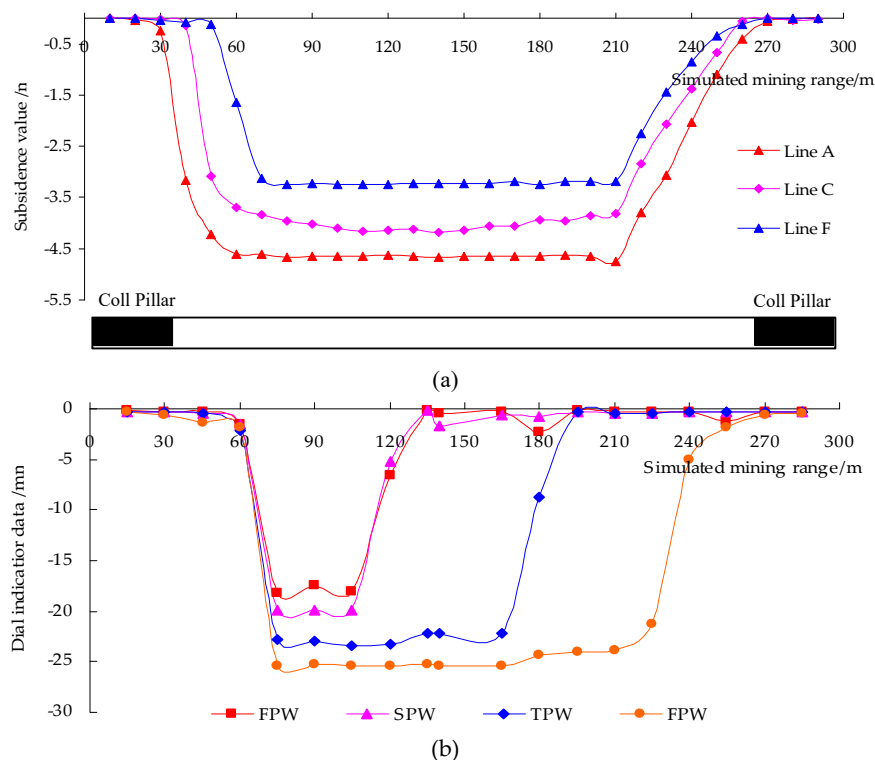 0 30 60 90 120 150 180 210 240 270 300
-0.5
-1.5
-2.5
-3.5
-4.5
-5.5
Subsidence value /n
Simulated mining range/m
Line A
Line C
Line F
Coll Pillar Coll Pillar
(a)
0
-5
-10
-15
-20
-25
-30
0 30 60 90 120 150 180 210 240 270 300
Dial indicatior data /mn
Simulated mining range/m
FPW SPW TPW FPW
(b)